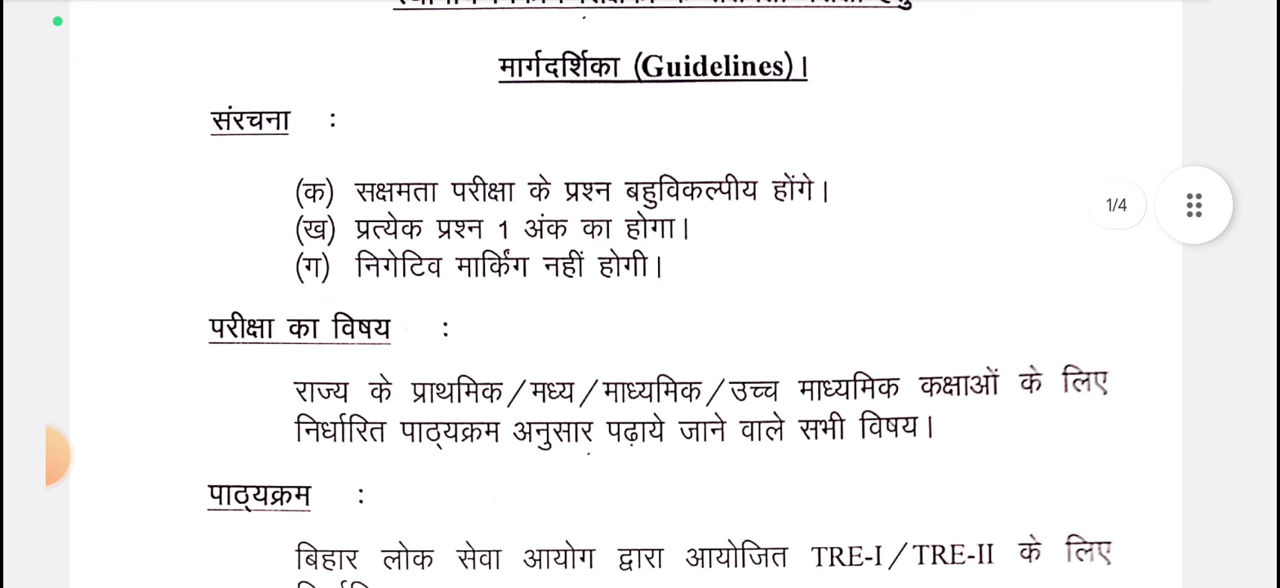 मार्गदर्शिका (Guidelines)।
संरचना :
(क) सक्षमता परीक्षा के प्रश्न बहुविकल्पीय होंगे।
(ख) प्रत्येक प्रश्न 1 अंक का होगा।
(ग) निगेटिव मार्किंग नहीं होगी।
1/4
परीक्षा का विषय :
राज्य के प्राथमिक/मध्य/माध्यमिक/उच्च माध्यमिक कक्षाओं के लिए
निर्धारित पाठ्यक्रम अनुसार पढ़ाये जाने वाले सभी विषय।
पाठ्यक्रम :
बिहार लोक सेवा आयोग द्वारा आयोजित TRE-I/TRE-II के लिए